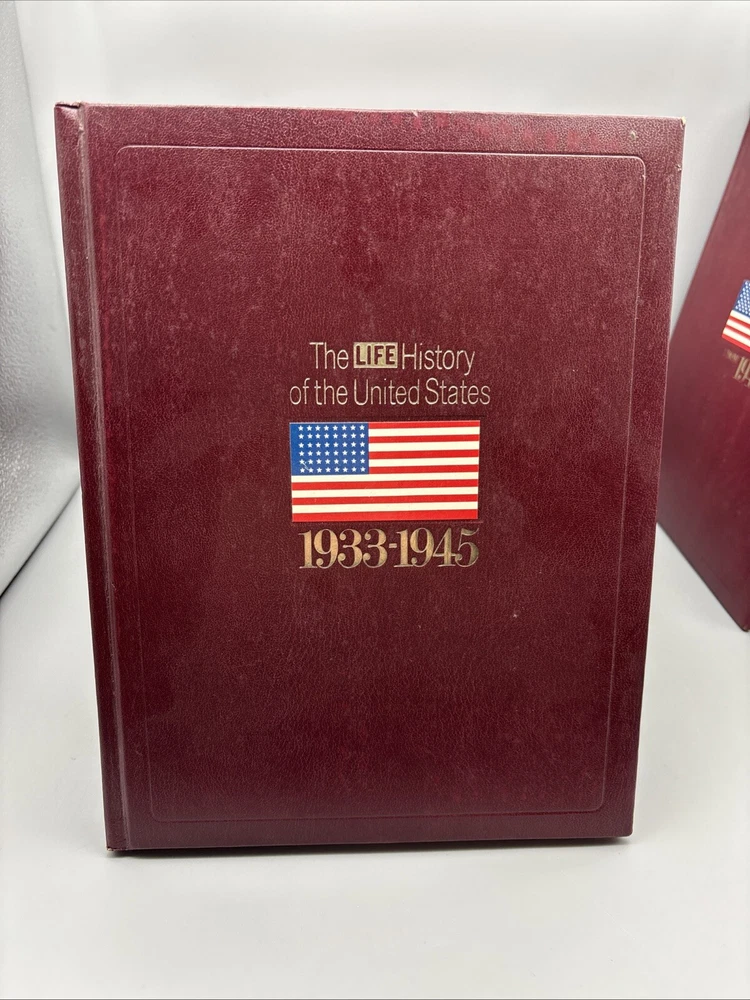 The LIFE History
of the United States
1933-1945